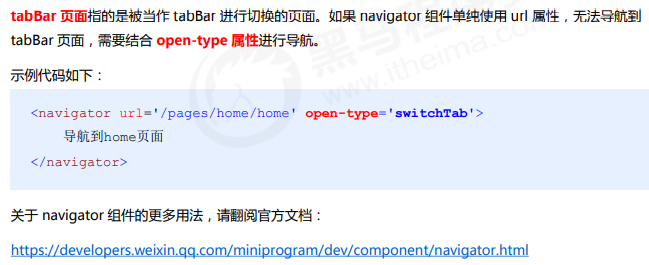 tabBar 页面指的是被当作 tabBar 进行切换的页面。如果 navigator 组件单纯使用 url 属性，无法导航到
tabBar 页面，需要结合 open-type 属性进行导航。
示例代码如下：
<navigator url='/pages/home/home' open-type='switchTab'>
导航到home页面
</navigator>
关于 navigator 组件的更多用法，请翻阅官方文档：
https://developers.weixin.qq.com/miniprogram/dev/component/navigator.html
www.itheima.com